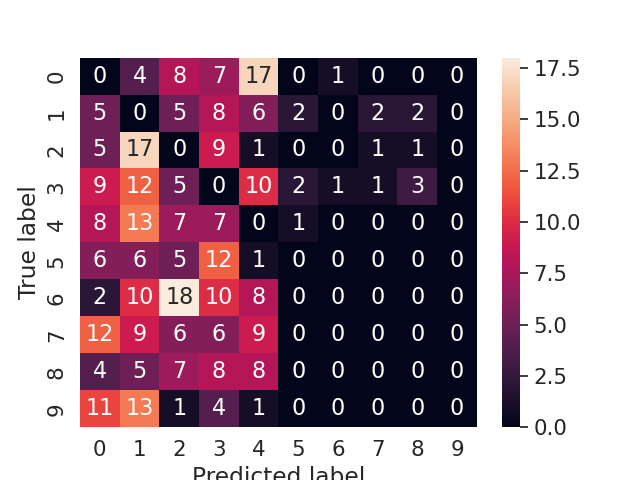 0 0 4 8 7 17 0 1 0 0 0
1 5 0 5 8 6 2 0 2 2 0
2 5 17 0 9 1 0 0 1 1 0
3 9 12 5 0 10 2 1 1 3 0
4 8 13 7 7 0 1 0 0 0 0
5 6 6 5 12 1 0 0 0 0 0
6 2 10 18 10 8 0 0 0 0 0
7 12 9 6 6 9 0 0 0 0 0
8 4 5 7 8 8 0 0 0 0 0
9 11 13 1 4 1 0 0 0 0 0
0 1 2 3 4 5 6 7 8 9
True label
Predicted label
17.5
15.0
12.5
10.0
7.5
5.0
2.5
0.0